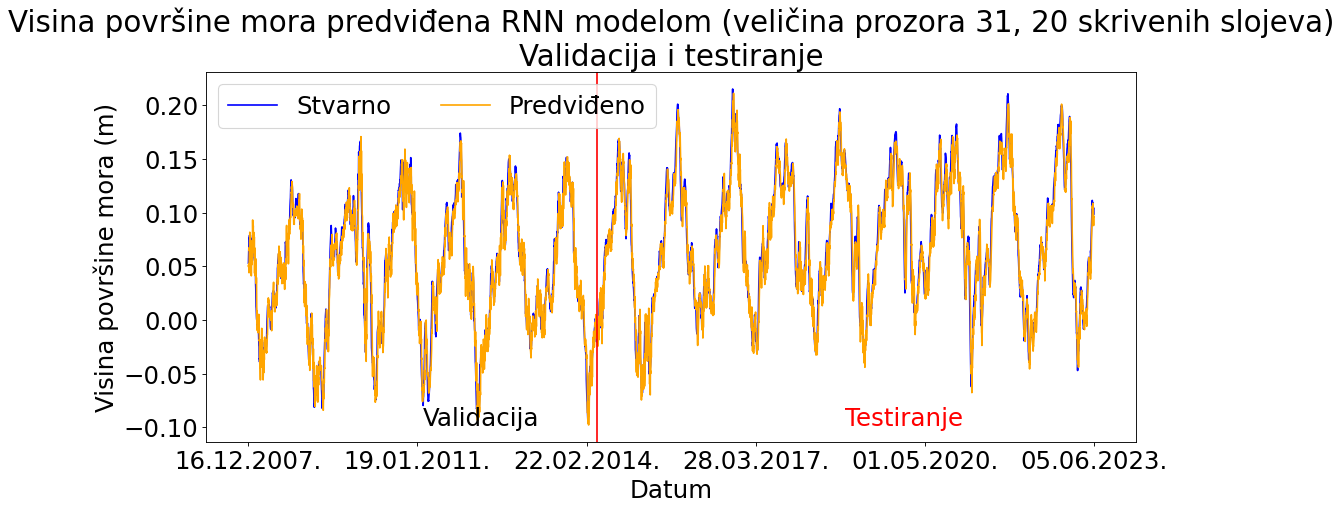 Visina površine mora predviđena RNN modelom (veličina prozora 31, 20 skrivenih slojeva)
Validacija i testiranje
Stvarno
Predviđeno
Visina površine mora (m)
0.20
0.15
0.10
0.05
0.00
−0.05
−0.10
Validacija
Testiranje
16.12.2007.
19.01.2011.
22.02.2014.
28.03.2017.
01.05.2020.
05.06.2023.
Datum